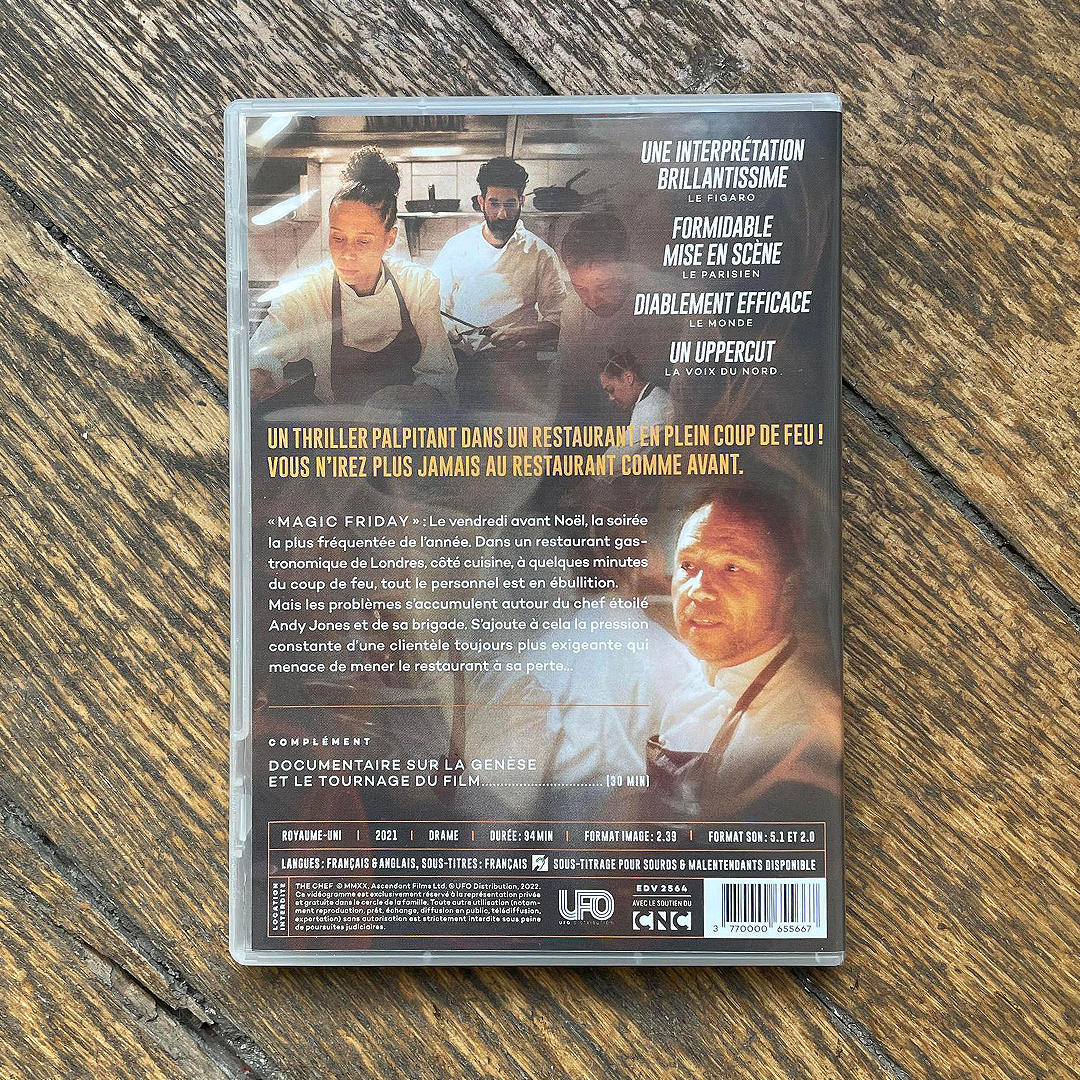 UNE INTERPRÉTATION
BRILLANTISSIME
LE FIGARO
FORMIDABLE
MISE EN SCÈNE
LE PARISIEN
DIABLEMENT EFFICACE
LE MONDE
UN UPPERCUT
LA VOIX DU NORD
UN THRILLER PALPITANT DANS UN RESTAURANT EN PLEIN COUP DE FEU !
VOUS N'IREZ PLUS JAMAIS AU RESTAURANT COMME AVANT.
« MAGIC FRIDAY » : Le vendredi avant Noël, la soirée
la plus fréquentée de l'année. Dans un restaurant gas-
tronomique de Londres, côté cuisine, à quelques minutes
du coup de feu, tout le personnel est en ébullition.
Mais les problèmes s'accumulent autour du chef étoilé
Andy Jones et de sa brigade. S'ajoute à cela la pression
constante d'une clientèle toujours plus exigeante qui
menace de mener le restaurant à sa perte...
COMPLÉMENT
DOCUMENTAIRE SUR LA GENÈSE
ET LE TOURNAGE DU FILM............................... (30 MIN)
ROYAUME-UNI | 2021 | DRAME | DURÉE : 94 MIN | FORMAT IMAGE : 2.39 | FORMAT SON : 5.1 ET 2.0
LANGUES : FRANÇAIS & ANGLAIS, SOUS-TITRES : FRANÇAIS SOUS-TITRAGE POUR SOURDS & MALENTENDANTS DISPONIBLE
LOCATION
INTERDITE
THE CHEF © MMXX, Ascendant Films Ltd. © UFO Distribution, 2022.
Ce vidéogramme est exclusivement réservé à la représentation privée
et gratuite dans le cercle de la famille. Toute autre utilisation (notam-
ment reproduction, prêt, échange, diffusion en public, télédiffusion,
exportation) sans autorisation est strictement interdite sous peine
de poursuites judiciaires.
UFO
UFO DISTRIBUTION
EDV 2564
AVEC LE SOUTIEN DU
CNC
3 770000 655667